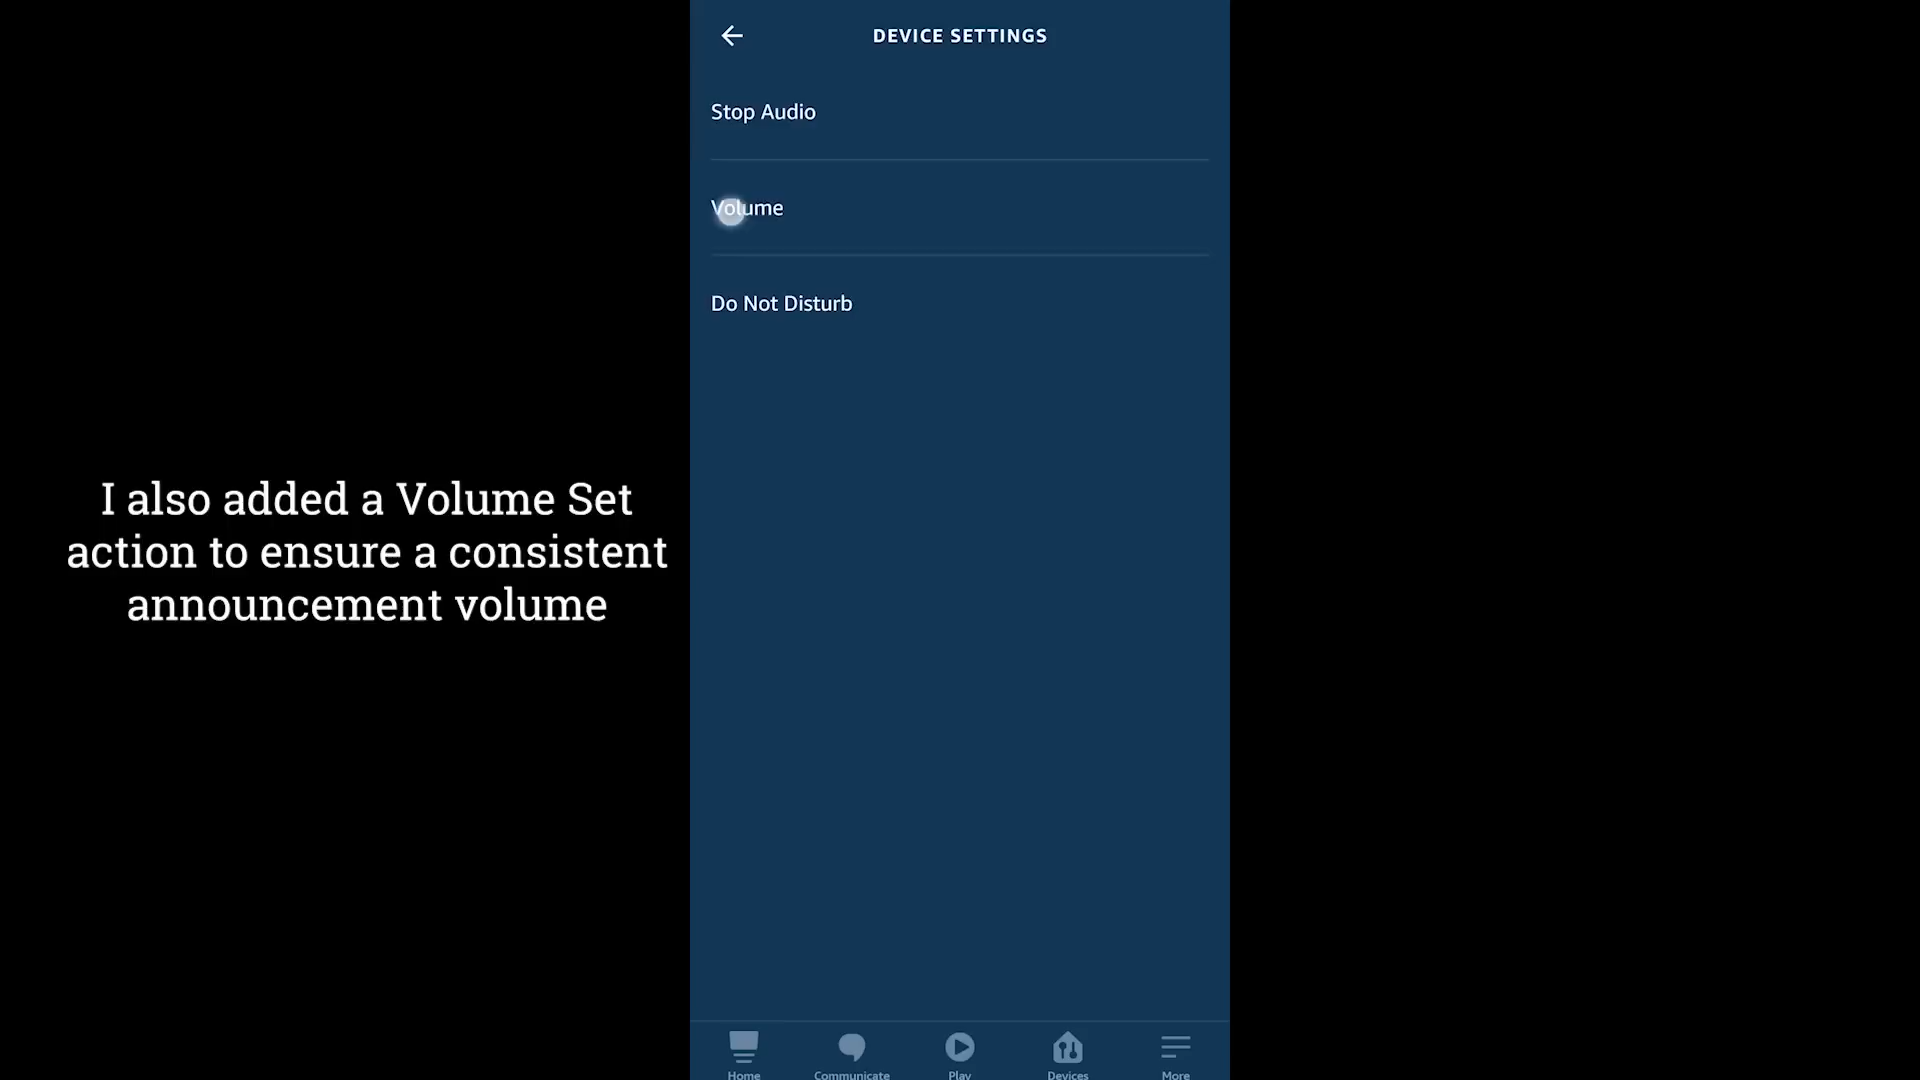 DEVICE SETTINGS
Stop Audio
Volume
Do Not Disturb
I also added a Volume Set
action to ensure a consistent
announcement volume
Home
Communicate
Play
Devices
More